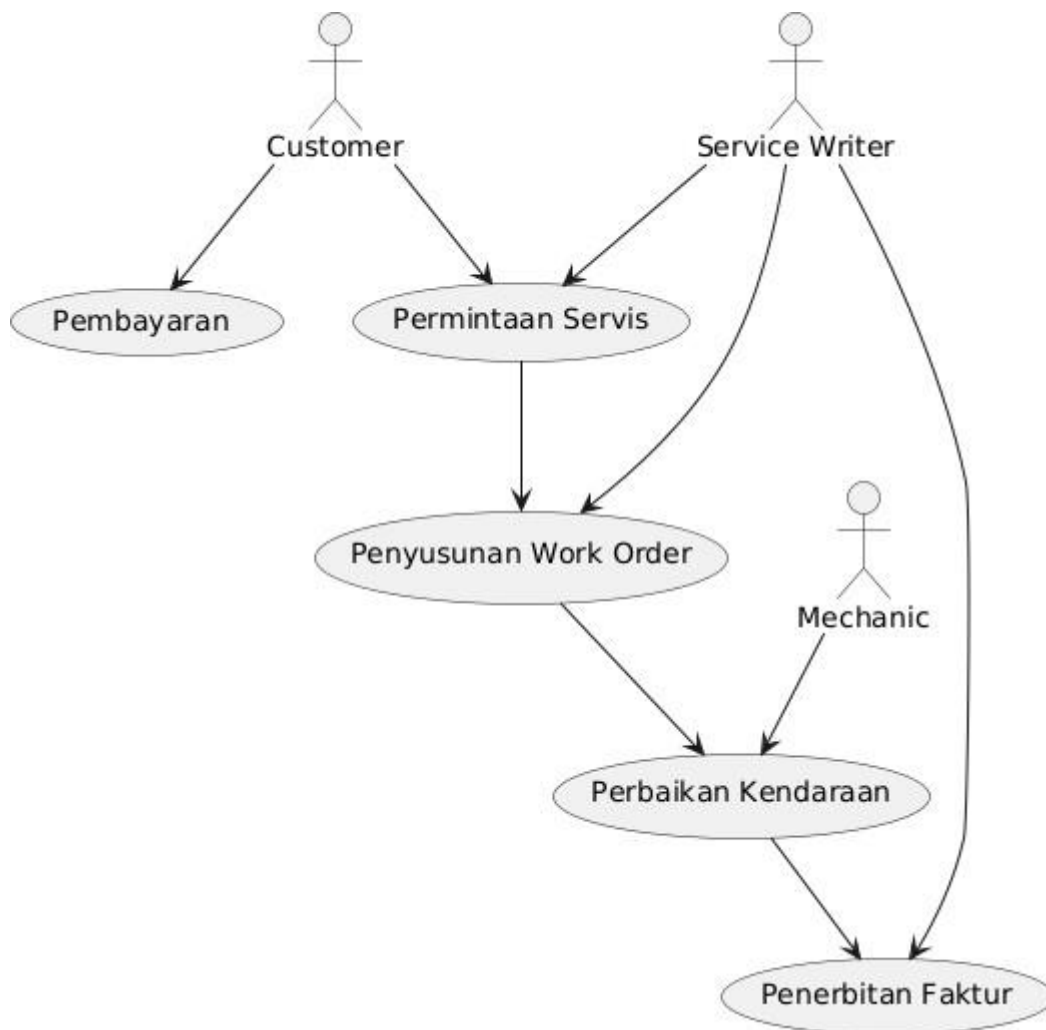 Customer
Service Writer
Pembayaran
Permintaan Servis
Penyusunan Work Order
Mechanic
Perbaikan Kendaraan
Penerbitan Faktur